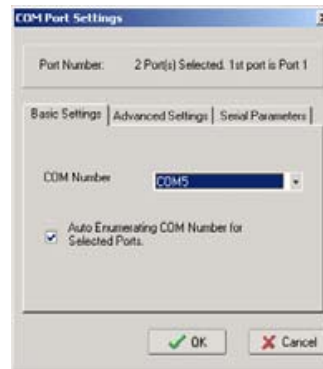 COM Port Settings
Port Number: 2 Port(s) Selected. 1st port is Port 1
Basic Settings Advanced Settings Serial Parameters
COM Number COM5
Auto Enumerating COM Number for
Selected Ports.
OK Cancel